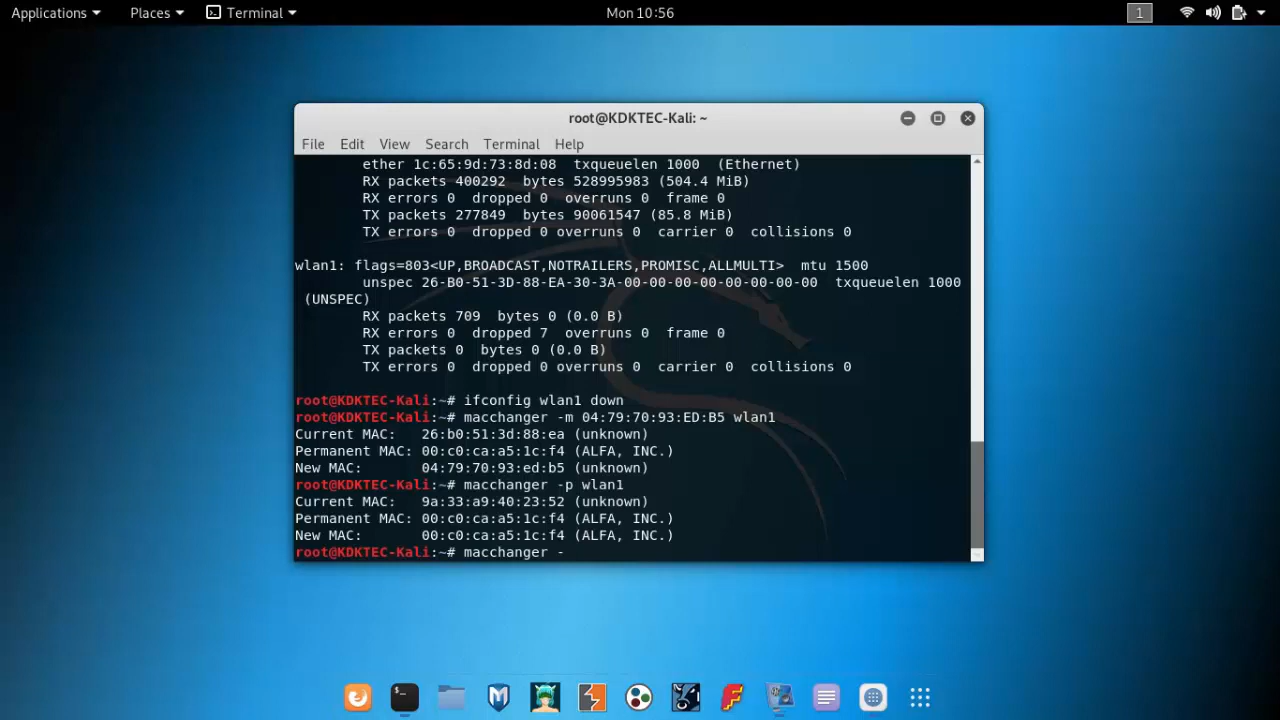 Applications Places Terminal Mon 10:56 1
root@KDKTEC-Kali: ~
File Edit View Search Terminal Help
ether 1c:65:9d:73:8d:08 txqueuelen 1000 (Ethernet)
RX packets 400292 bytes 528995983 (504.4 MiB)
RX errors 0 dropped 0 overruns 0 frame 0
TX packets 277849 bytes 90061547 (85.8 MiB)
TX errors 0 dropped 0 overruns 0 carrier 0 collisions 0
wlan1: flags=803<UP,BROADCAST,NOTRAILERS,PROMISC,ALLMULTI> mtu 1500
unspec 26-B0-51-3D-88-EA-30-3A-00-00-00-00-00-00-00-00 txqueuelen 1000
(UNSPEC)
RX packets 709 bytes 0 (0.0 B)
RX errors 0 dropped 7 overruns 0 frame 0
TX packets 0 bytes 0 (0.0 B)
TX errors 0 dropped 0 overruns 0 carrier 0 collisions 0
root@KDKTEC-Kali:~# ifconfig wlan1 down
root@KDKTEC-Kali:~# macchanger -m 04:79:70:93:ED:B5 wlan1
Current MAC: 26:b0:51:3d:88:ea (unknown)
Permanent MAC: 00:c0:ca:a5:1c:f4 (ALFA, INC.)
New MAC: 04:79:70:93:ed:b5 (unknown)
root@KDKTEC-Kali:~# macchanger -p wlan1
Current MAC: 9a:33:a9:40:23:52 (unknown)
Permanent MAC: 00:c0:ca:a5:1c:f4 (ALFA, INC.)
New MAC: 00:c0:ca:a5:1c:f4 (ALFA, INC.)
root@KDKTEC-Kali:~# macchanger -